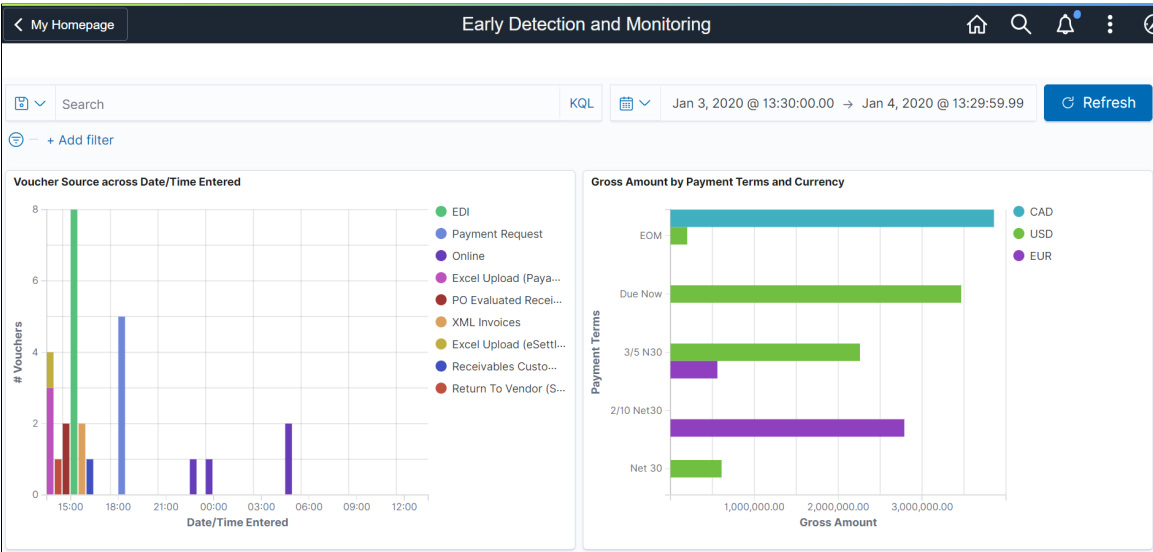 My Homepage
Early Detection and Monitoring
Search
KQL
Jan 3, 2020 @ 13:30:00.00 → Jan 4, 2020 @ 13:29:59.99
Refresh
+ Add filter
Voucher Source across Date/Time Entered
8
6
4
2
0
# Vouchers
15:00 18:00 21:00 00:00 03:00 06:00 09:00 12:00
Date/Time Entered
EDI
Payment Request
Online
Excel Upload (Paya...
PO Evaluated Recei...
XML Invoices
Excel Upload (eSettl...
Receivables Custo...
Return To Vendor (S...
Gross Amount by Payment Terms and Currency
Payment Terms
EOM
Due Now
3/5 N30
2/10 Net30
Net 30
1,000,000.00 2,000,000.00 3,000,000.00
Gross Amount
CAD
USD
EUR